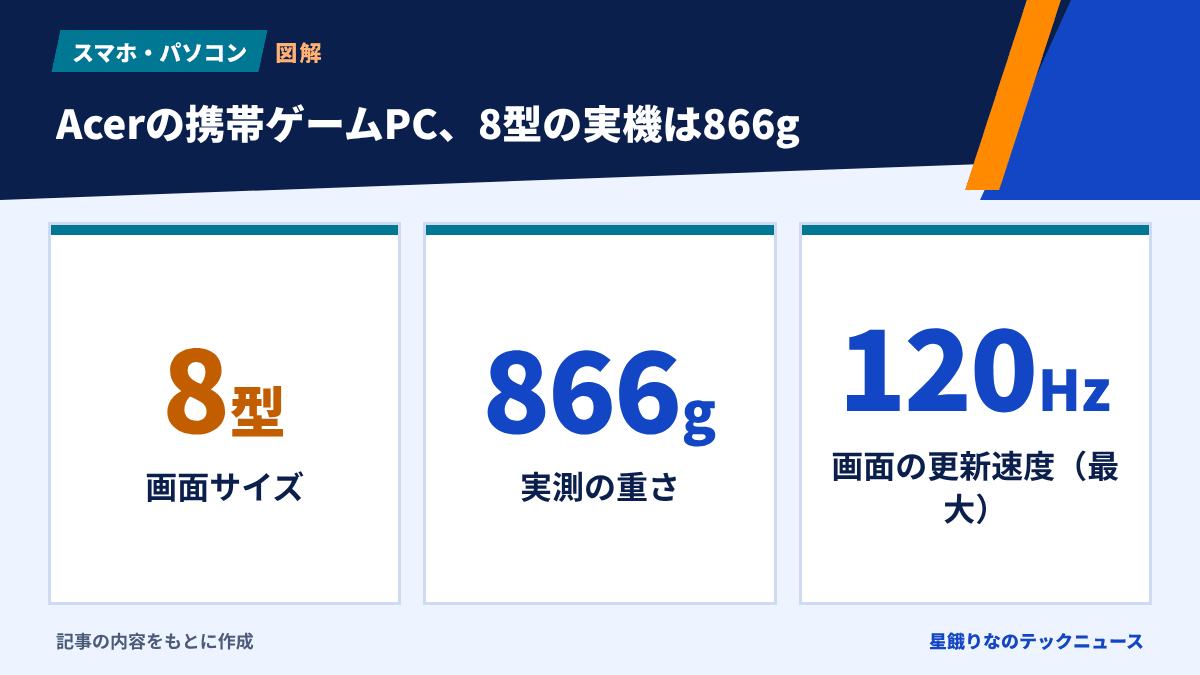 スマホ・パソコン 図解
Acerの携帯ゲームPC、8型の実機は866g
8型
画面サイズ
866g
実測の重さ
120Hz
画面の更新速度（最
大）
記事の内容をもとに作成
星餓りなのテックニュース